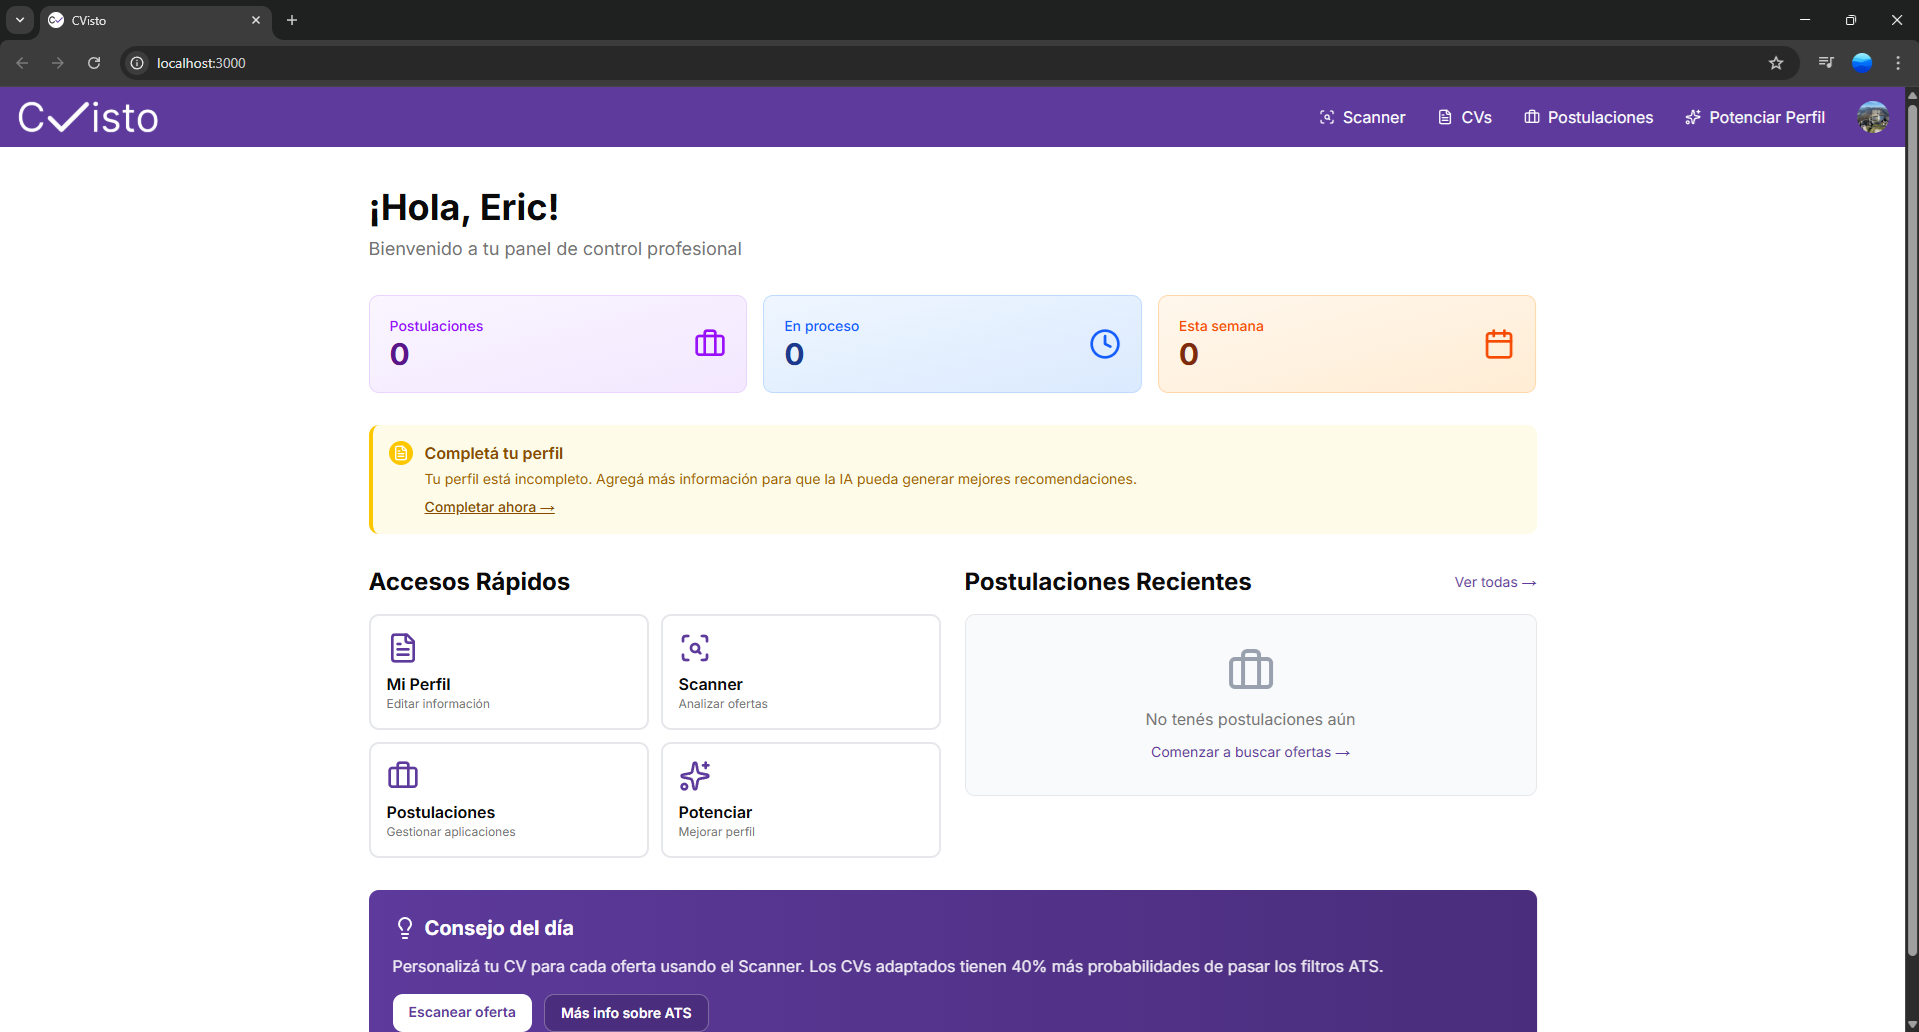 CVisto
localhost:3000
CVisto
Scanner
CVs
Postulaciones
Potenciar Perfil
¡Hola, Eric!
Bienvenido a tu panel de control profesional
Postulaciones
0
En proceso
0
Esta semana
0
Completá tu perfil
Tu perfil está incompleto. Agregá más información para que la IA pueda generar mejores recomendaciones.
Completar ahora →
Accesos Rápidos
Mi Perfil
Editar información
Scanner
Analizar ofertas
Postulaciones
Gestionar aplicaciones
Potenciar
Mejorar perfil
Postulaciones Recientes
Ver todas →
No tenés postulaciones aún
Comenzar a buscar ofertas →
Consejo del día
Personalizá tu CV para cada oferta usando el Scanner. Los CVs adaptados tienen 40% más probabilidades de pasar los filtros ATS.
Escanear oferta
Más info sobre ATS